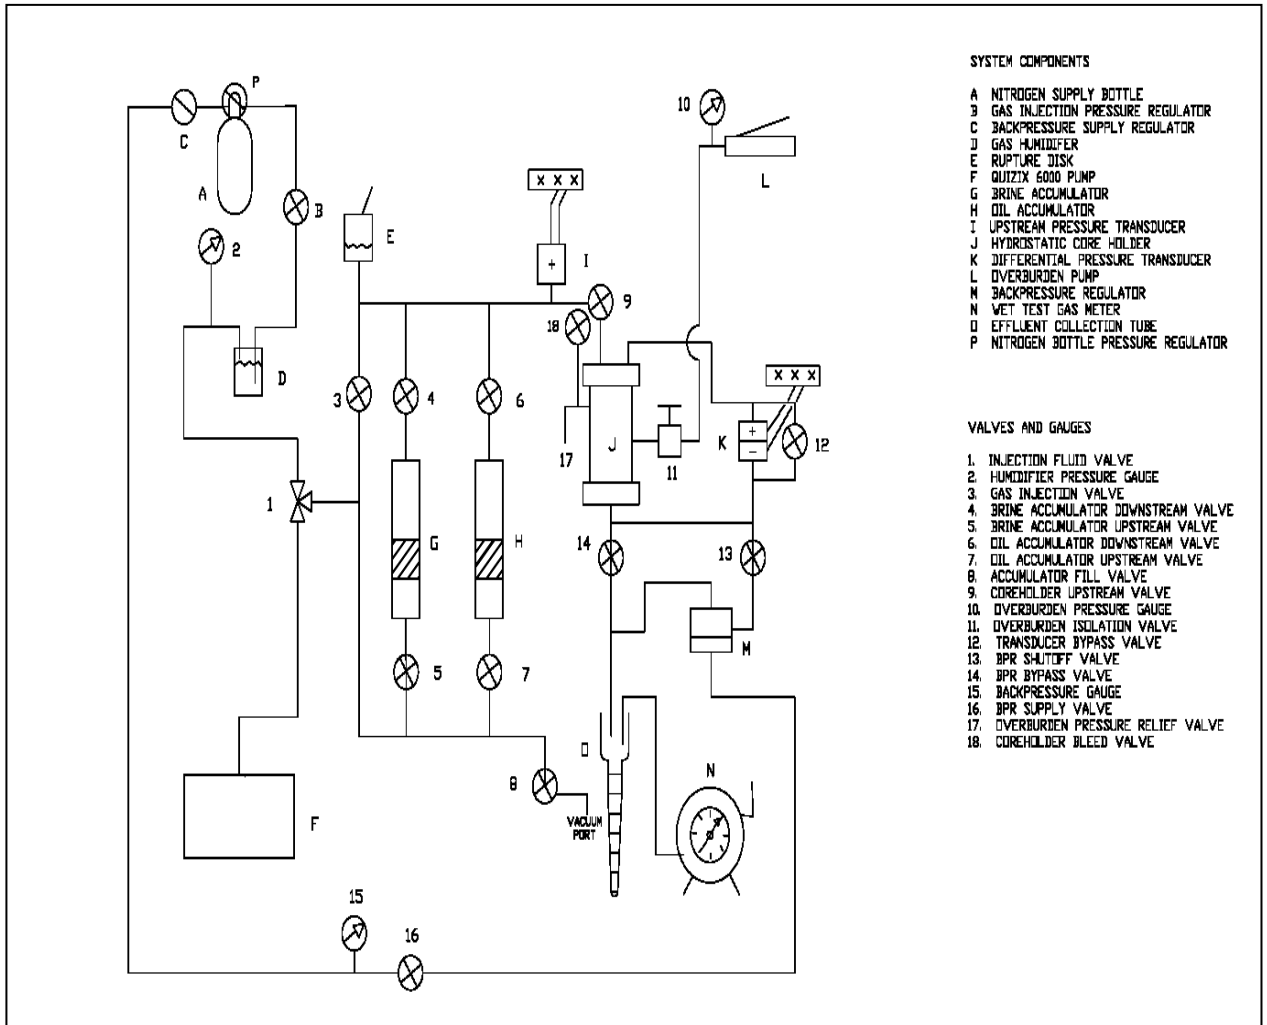 SYSTEM COMPONENTS
A NITROGEN SUPPLY BOTTLE
B GAS INJECTION PRESSURE REGULATOR
C BACKPRESSURE SUPPLY REGULATOR
D GAS HUMIDIFER
E RUPTURE DISK
F QUIZIX 6000 PUMP
G BRINE ACCUMULATOR
H OIL ACCUMULATOR
I UPSTREAM PRESSURE TRANSDUCER
J HYDROSTATIC CORE HOLDER
K DIFFERENTIAL PRESSURE TRANSDUCER
L OVERBURDEN PUMP
M BACKPRESSURE REGULATOR
N WET TEST GAS METER
O EFFLUENT COLLECTION TUBE
P NITROGEN BOTTLE PRESSURE REGULATOR
VALVES AND GAUGES
1. INJECTION FLUID VALVE
2. HUMIDIFIER PRESSURE GAUGE
3. GAS INJECTION VALVE
4. BRINE ACCUMULATOR DOWNSTREAM VALVE
5. BRINE ACCUMULATOR UPSTREAM VALVE
6. OIL ACCUMULATOR DOWNSTREAM VALVE
7. OIL ACCUMULATOR UPSTREAM VALVE
8. ACCUMULATOR FILL VALVE
9. COREHOLDER UPSTREAM VALVE
10. OVERBURDEN PRESSURE GAUGE
11. OVERBURDEN ISOLATION VALVE
12. TRANSDUCER BYPASS VALVE
13. BPR SHUTOFF VALVE
14. BPR BYPASS VALVE
15. BACKPRESSURE GAUGE
16. BPR SUPPLY VALVE
17. OVERBURDEN PRESSURE RELIEF VALVE
18. COREHOLDER BLEED VALVE
P
10
C
X X X
L
A
B
E
2
I
9
18
D
X X X
3
4
6
+
J
K
+
−
12
17
11
1
G
H
14
13
M
5
7
O
8
N
VACUUM
PORT
F
15
16